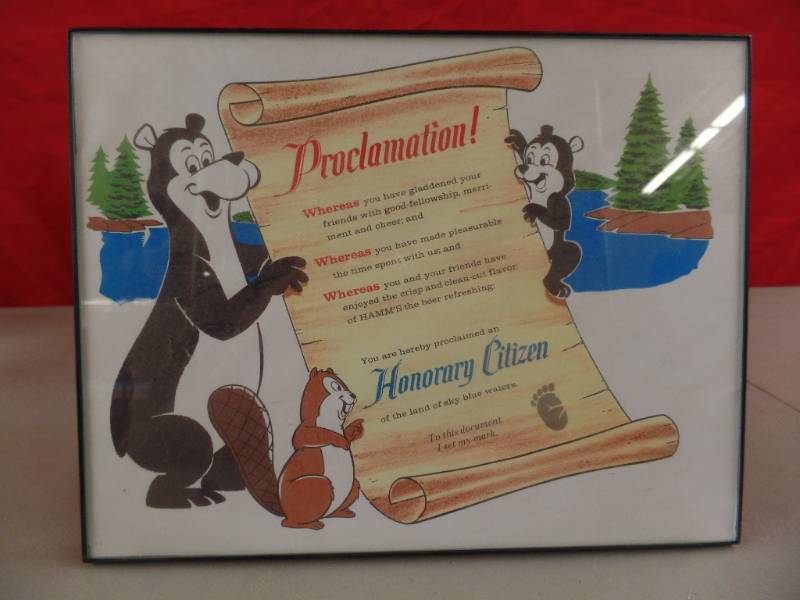 Proclamation!
Whereas you have gladdened your
friends with good-fellowship, merri-
ment and cheer; and
Whereas you have made pleasurable
the time spent with us; and
Whereas you and your friends have
enjoyed the crisp and clean-cut flavor
of HAMM'S the beer refreshing;
You are hereby proclaimed an
Honorary Citizen
of the land of sky blue waters.
To this document
I set my mark.